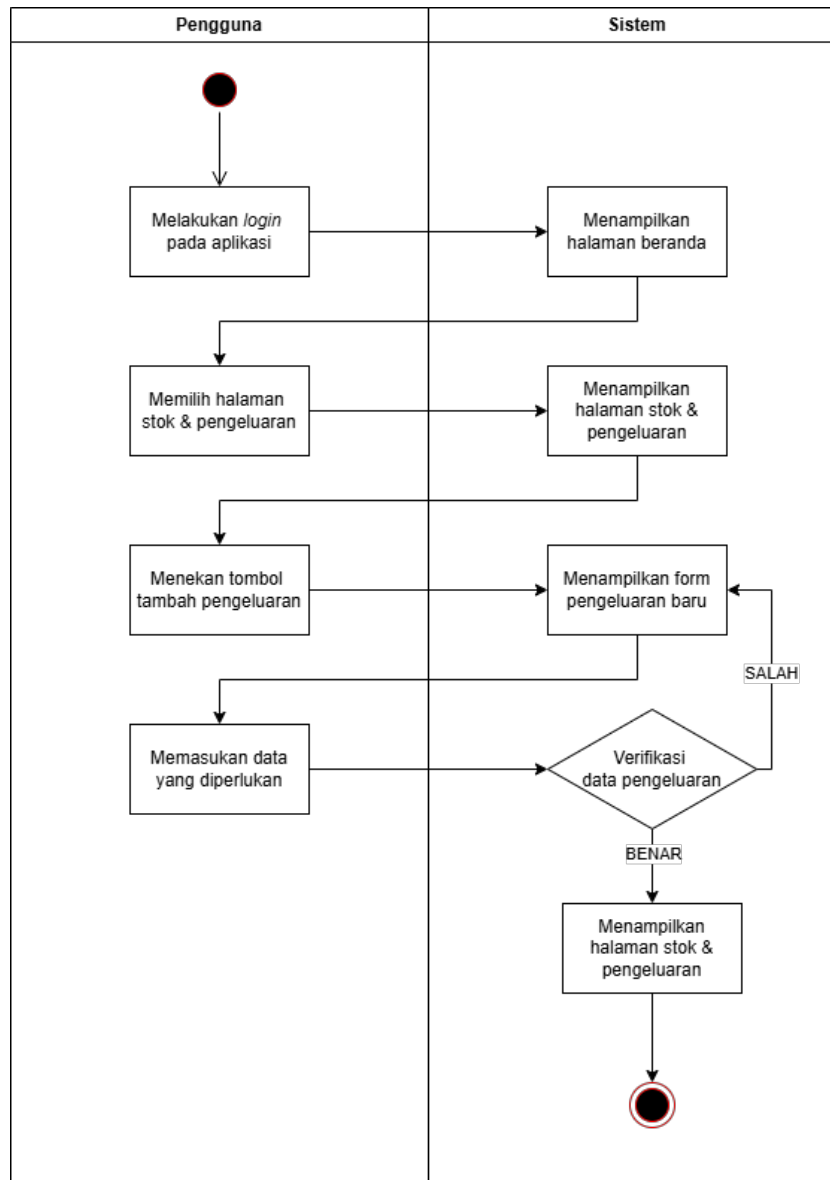 Pengguna
Sistem
Melakukan login
pada aplikasi
Menampilkan
halaman beranda
Memilih halaman
stok & pengeluaran
Menampilkan
halaman stok &
pengeluaran
Menekan tombol
tambah pengeluaran
Menampilkan form
pengeluaran baru
SALAH
Memasukan data
yang diperlukan
Verifikasi
data pengeluaran
BENAR
Menampilkan
halaman stok &
pengeluaran